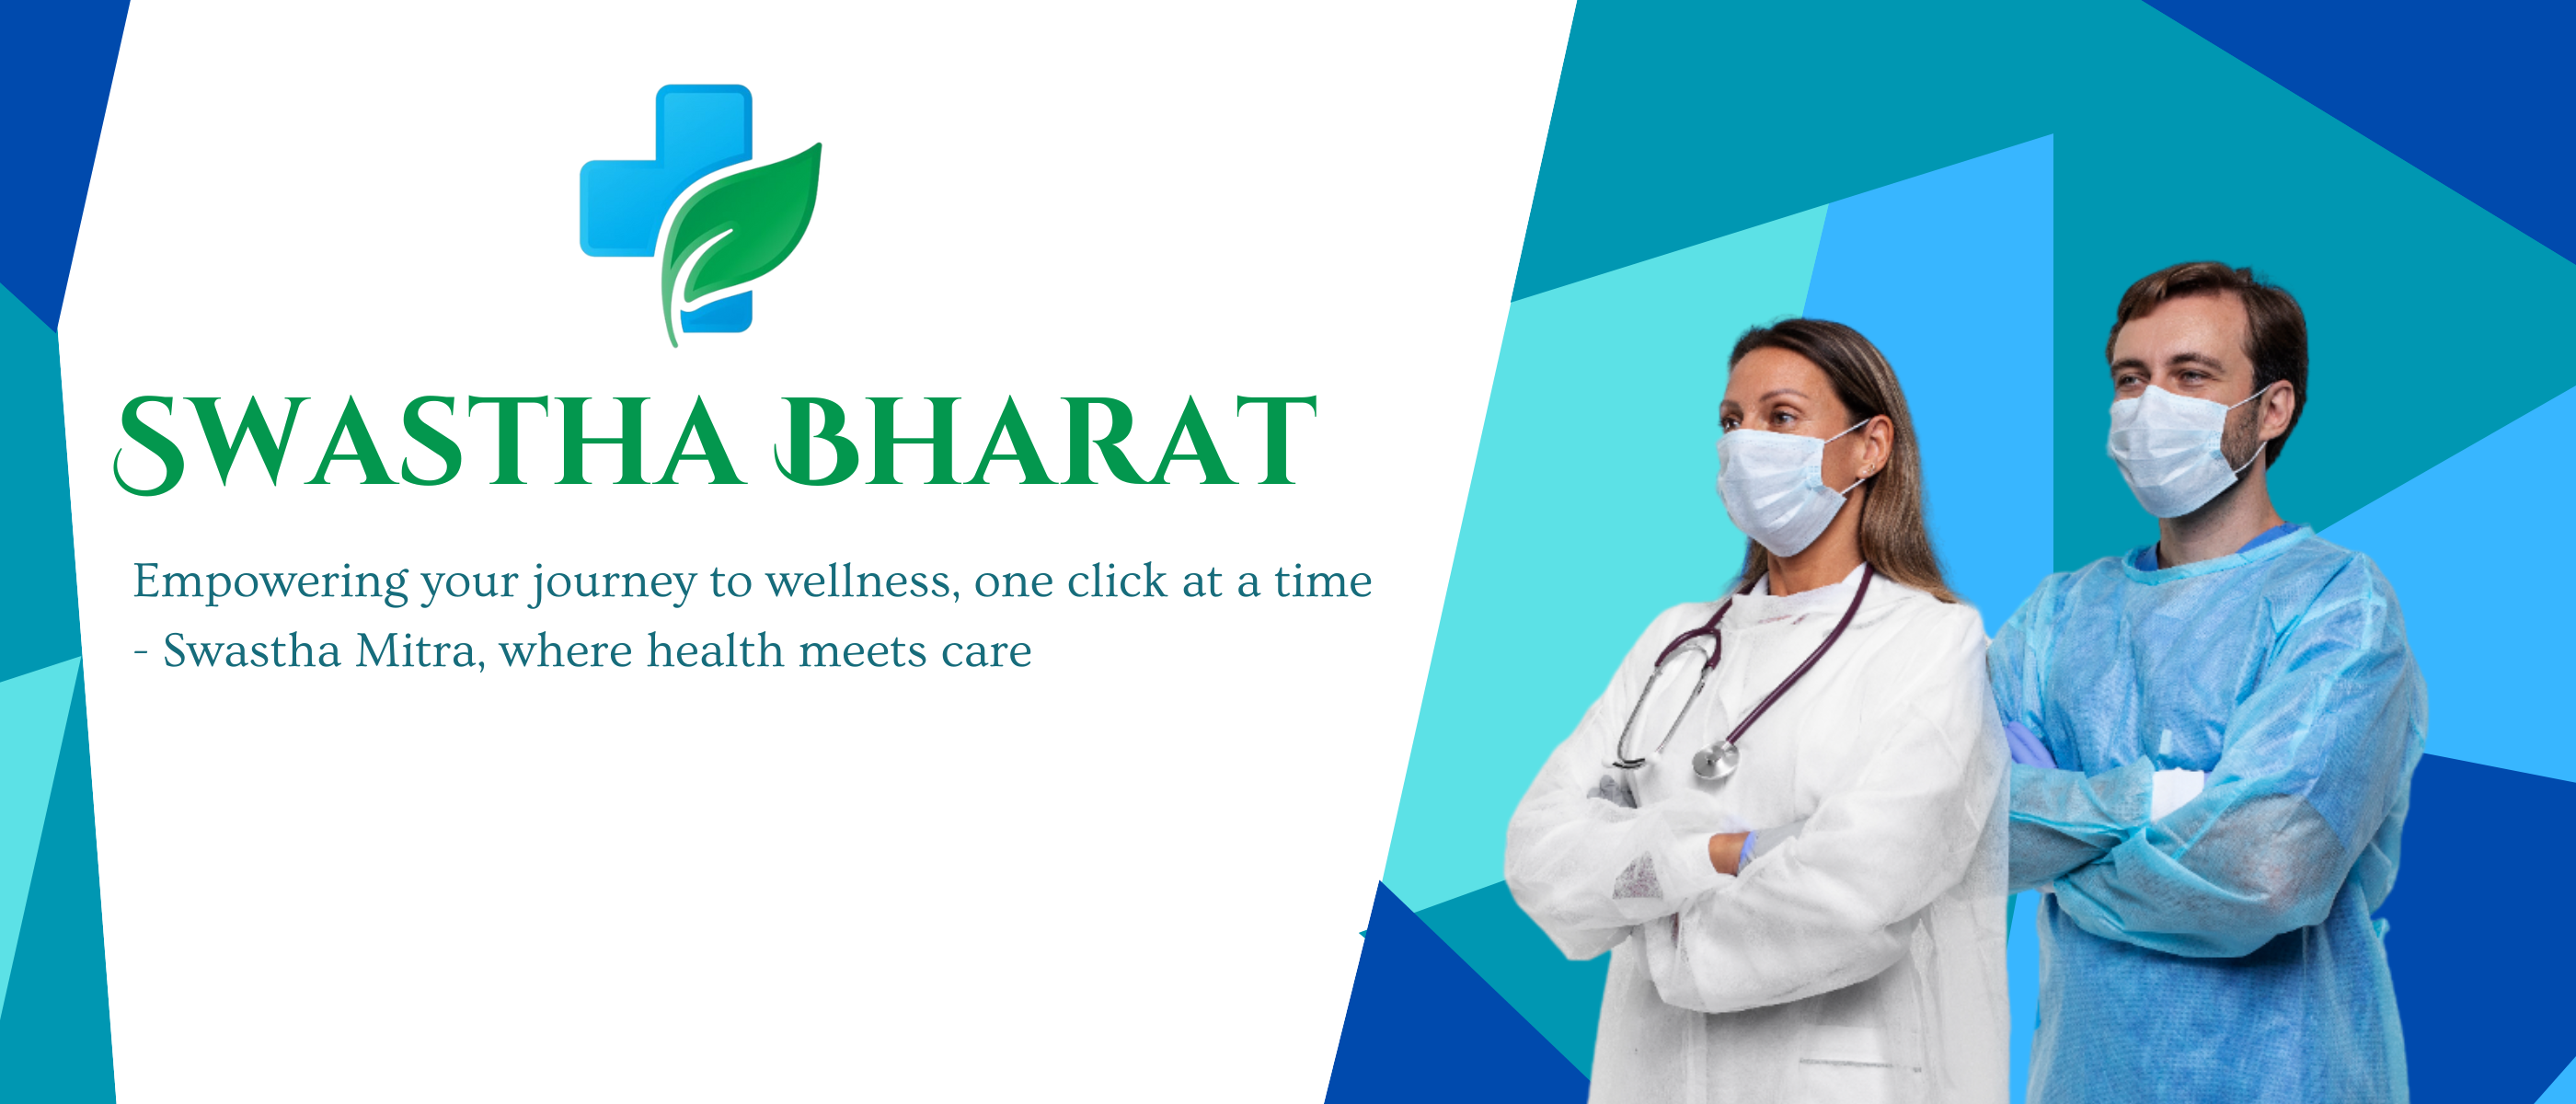 Swastha Bharat
Empowering your journey to wellness, one click at a time
- Swastha Mitra, where health meets care